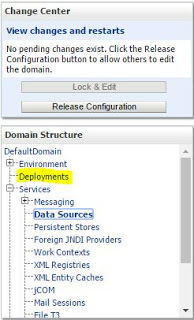 Change Center
View changes and restarts
No pending changes exist. Click the Release
Configuration button to allow others to edit
the domain.
Lock & Edit
Release Configuration
Domain Structure
DefaultDomain
Environment
Deployments
Services
Messaging
Data Sources
Persistent Stores
Foreign JNDI Providers
Work Contexts
XML Registries
XML Entity Caches
jCOM
Mail Sessions
File T3